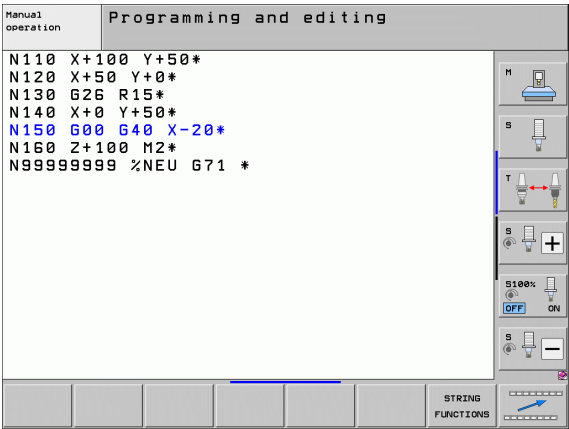 Manual operation
Programming and editing
N110 X+100 Y+50*
N120 X+50 Y+0*
N130 G26 R15*
N140 X+0 Y+50*
N150 G00 G40 X-20*
N160 Z+100 M2*
N99999999 %NEU G71 *
M
S
T
S
+
S100%
OFF ON
S
−
STRING
FUNCTIONS